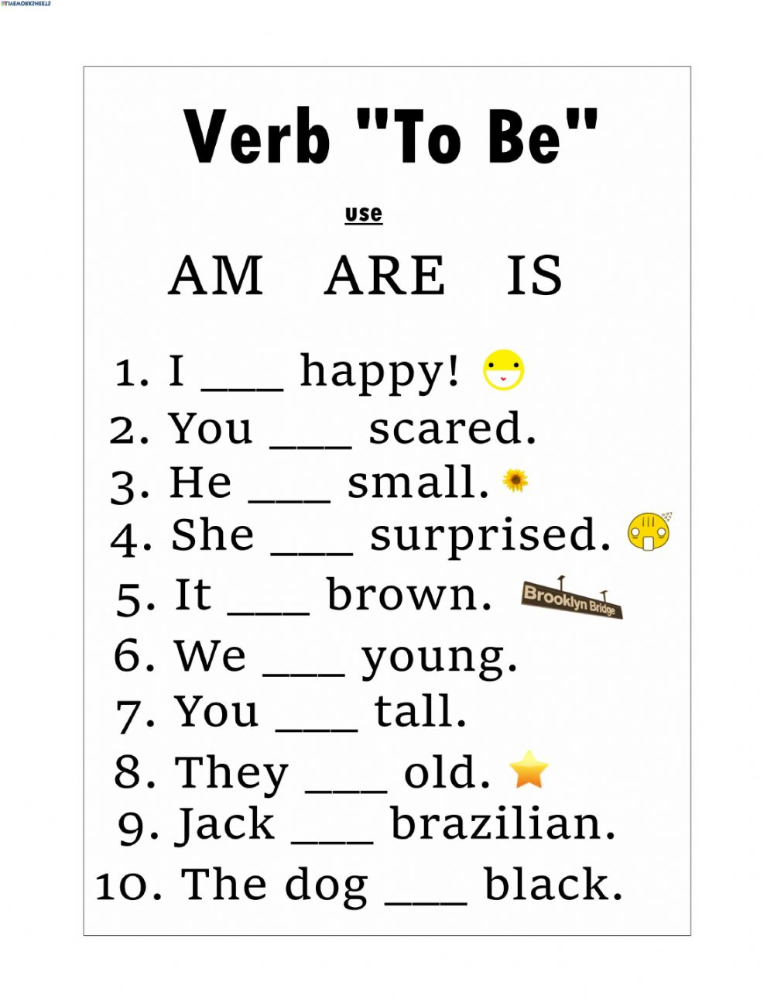 LIVEWORKSHEETS
Verb "To Be"
use
AM ARE IS
1. I ___ happy!
2. You ___ scared.
3. He ___ small.
4. She ___ surprised.
5. It ___ brown.
Brooklyn Bridge
6. We ___ young.
7. You ___ tall.
8. They ___ old.
9. Jack ___ brazilian.
10. The dog ___ black.